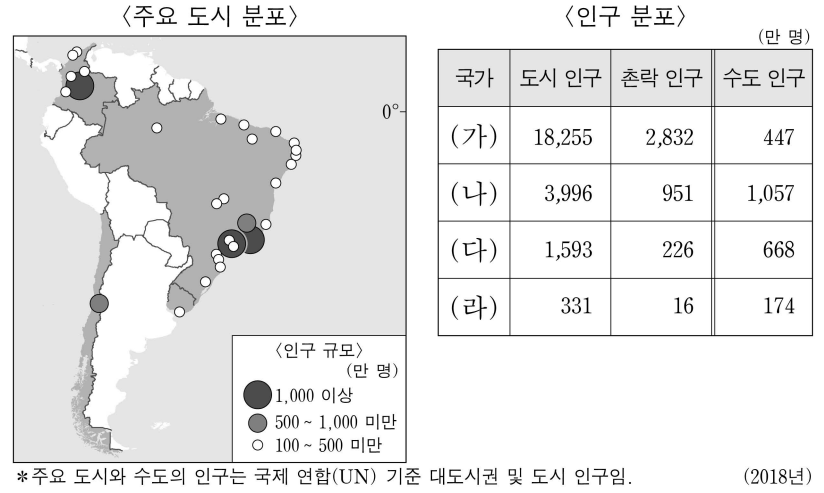 〈주요 도시 분포〉
0°
〈인구 규모〉
(만 명)
1,000 이상
500 ~ 1,000 미만
100 ~ 500 미만
〈인구 분포〉
(만 명)
국가 도시 인구 촌락 인구 수도 인구
(가) 18,255 2,832 447
(나) 3,996 951 1,057
(다) 1,593 226 668
(라) 331 16 174
*주요 도시와 수도의 인구는 국제 연합(UN) 기준 대도시권 및 도시 인구임. (2018년)